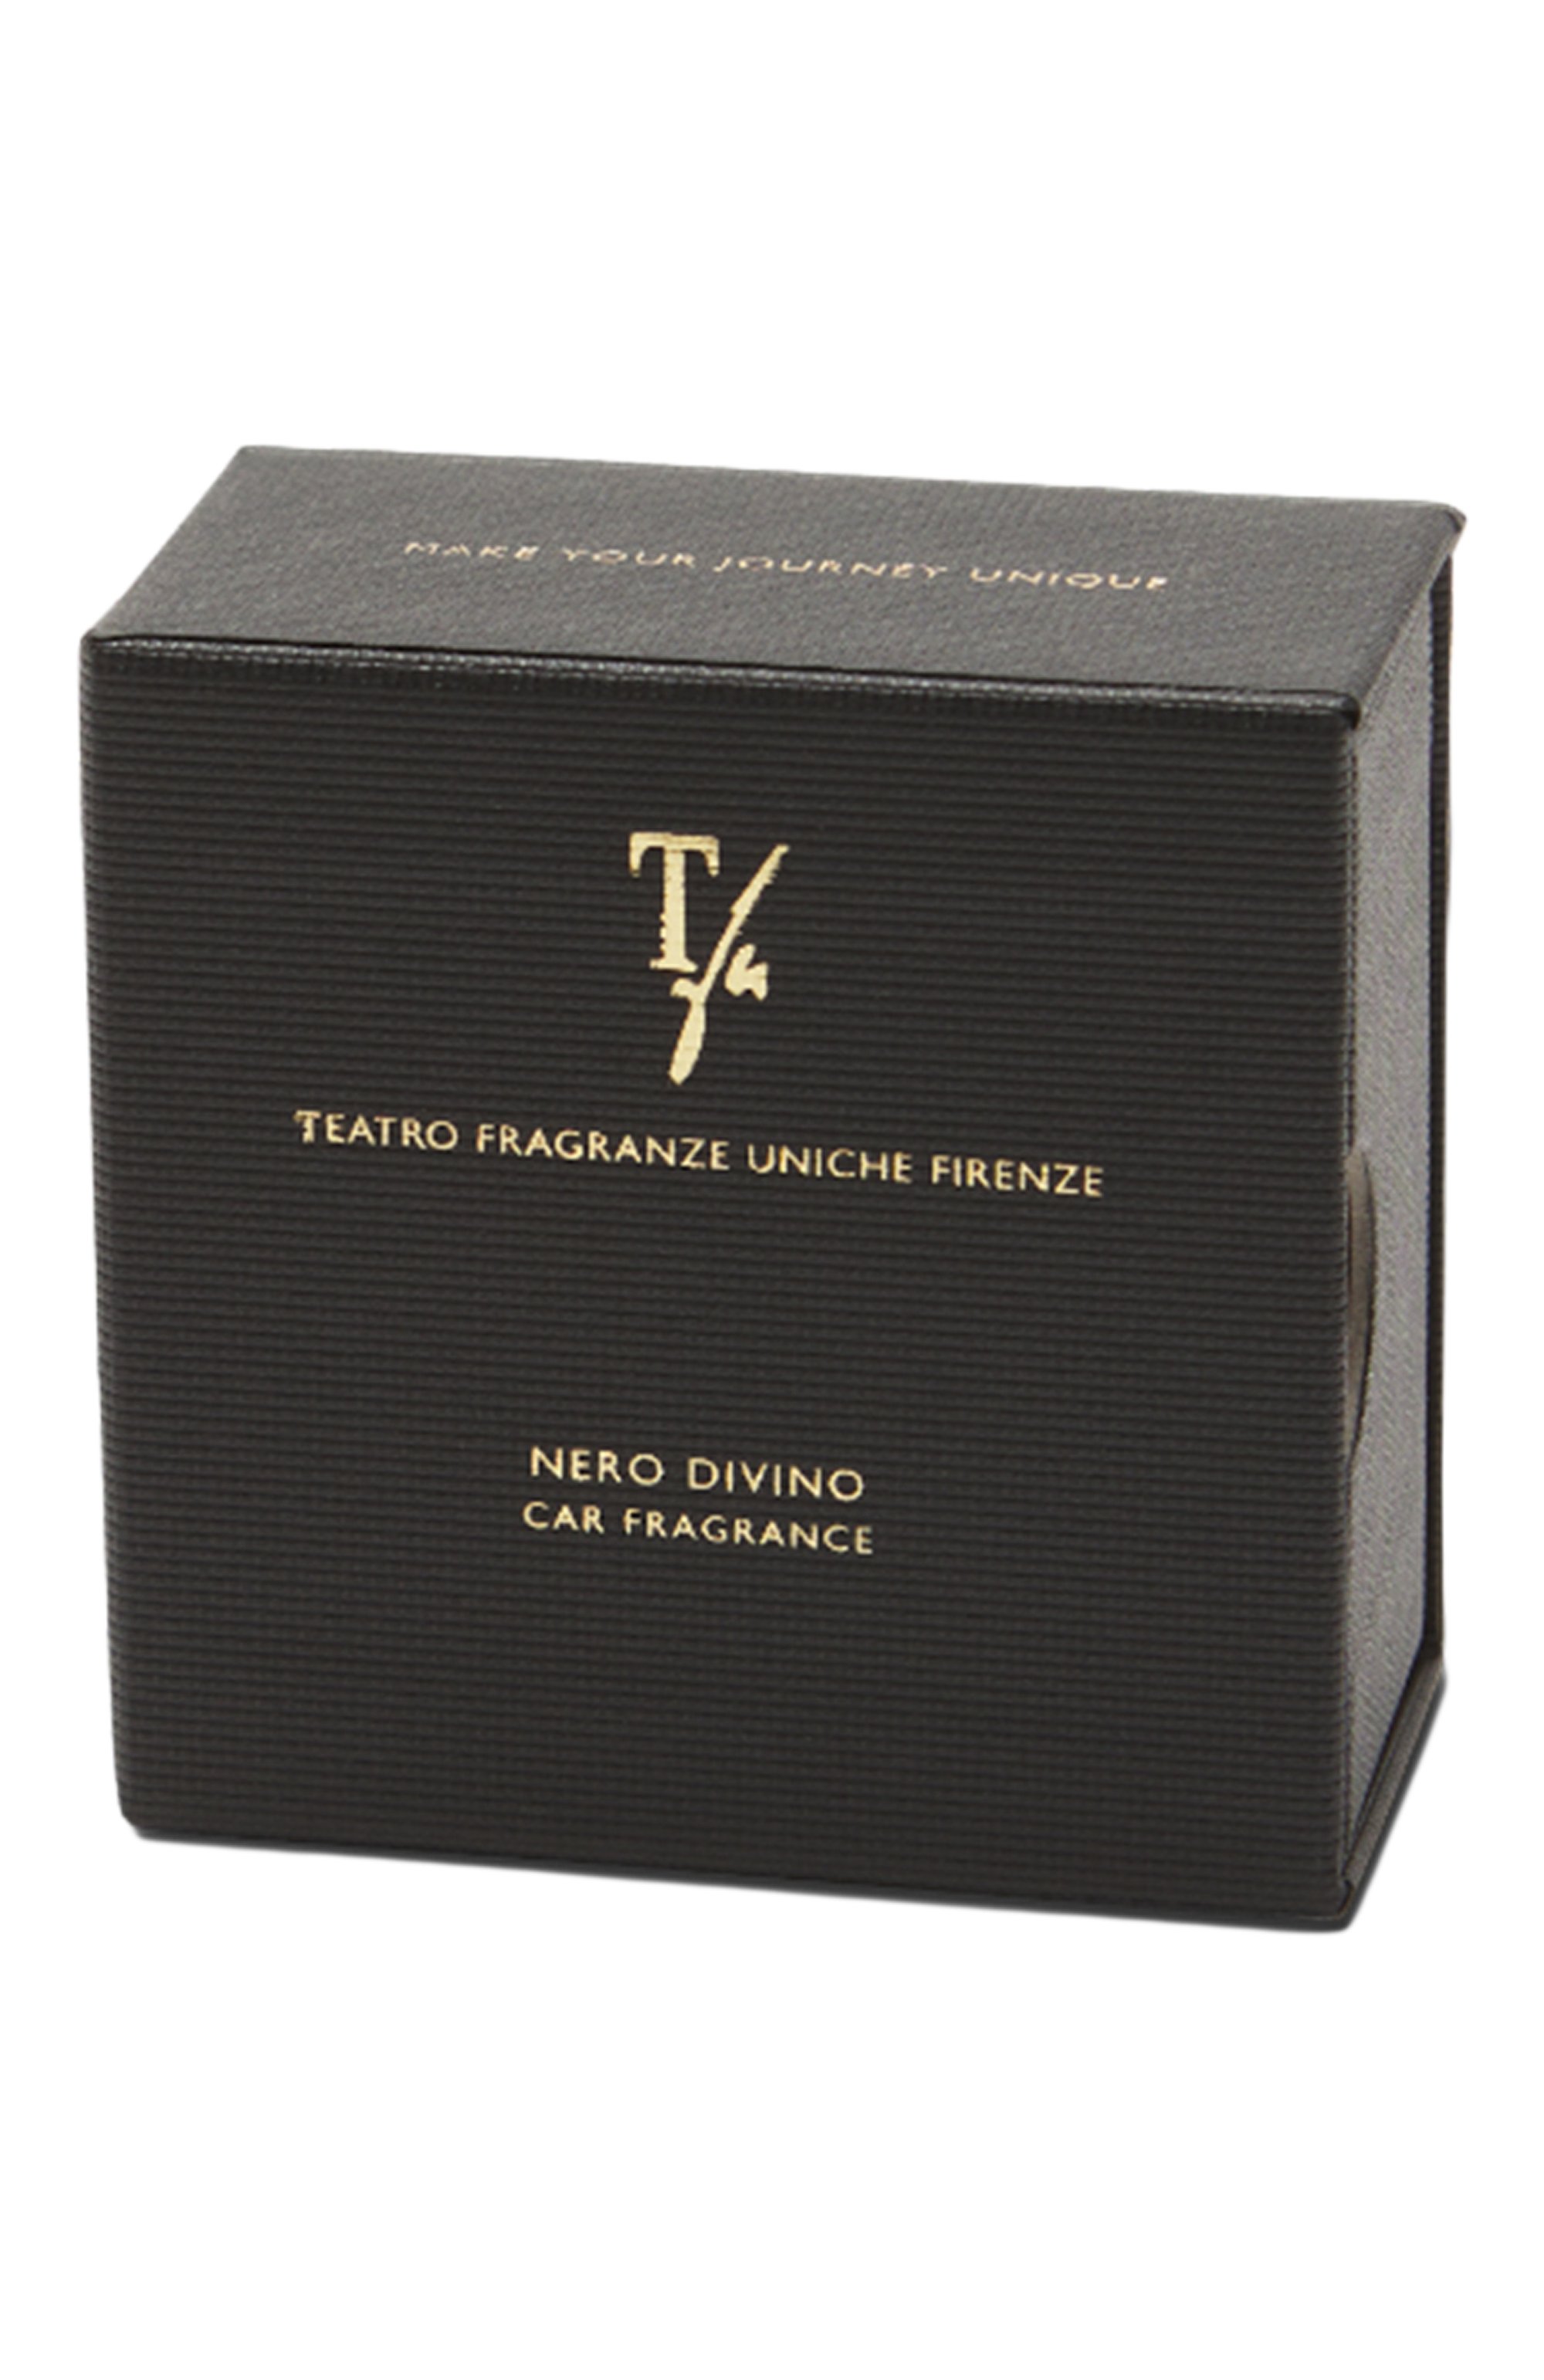 MAKE YOUR JOURNEY UNIQUE
T/u
TEATRO FRAGRANZE UNICHE FIRENZE
NERO DIVINO
CAR FRAGRANCE